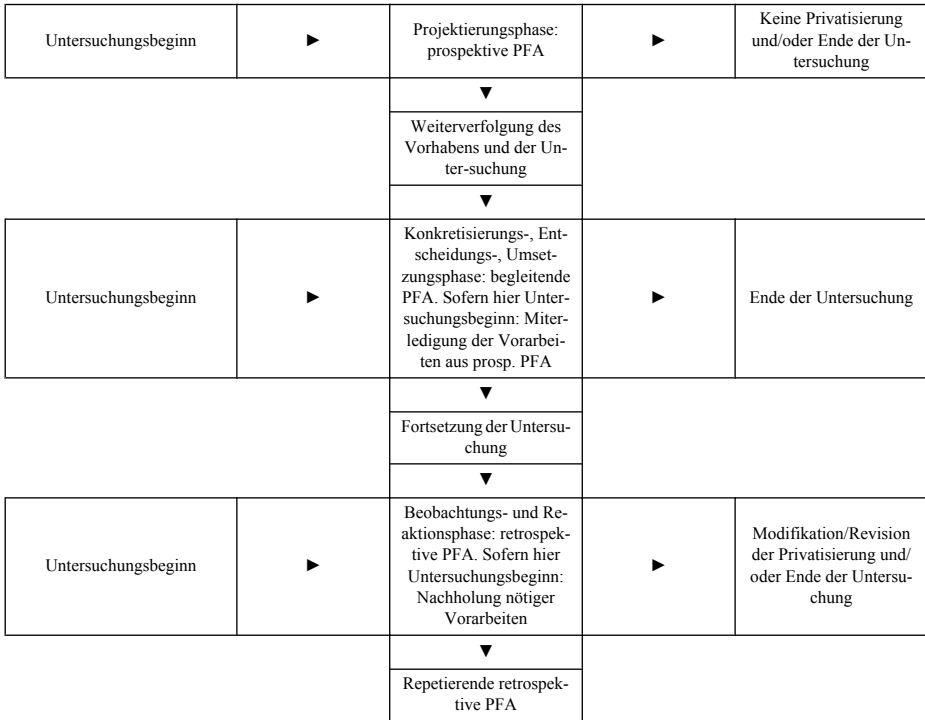 Untersuchungsbeginn
►
Projektierungsphase:
prospektive PFA
►
Keine Privatisierung
und/oder Ende der Un-
tersuchung
▼
Weiterverfolgung des
Vorhabens und der Un-
ter-suchung
▼
Untersuchungsbeginn
►
Konkretisierungs-, Ent-
scheidungs-, Umset-
zungsphase: begleitende
PFA. Sofern hier Unter-
suchungsbeginn: Miter-
ledigung der Vorarbei-
ten aus prosp. PFA
►
Ende der Untersuchung
▼
Fortsetzung der Untersu-
chung
▼
Untersuchungsbeginn
►
Beobachtungs- und Re-
aktionsphase: retrospek-
tive PFA. Sofern hier
Untersuchungsbeginn:
Nachholung nötiger
Vorarbeiten
►
Modifikation/Revision
der Privatisierung und/
oder Ende der Untersu-
chung
▼
Repetierende retrospek-
tive PFA